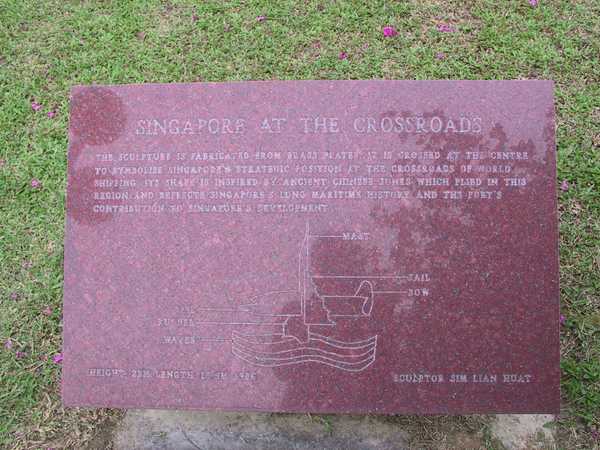 SINGAPORE AT THE CROSSROADS
THE SCULPTURE IS FABRICATED FROM BRASS PLATES. IT IS CROSSED AT THE CENTRE
TO SYMBOLISE SINGAPORE'S STRATEGIC POSITION AT THE CROSSROADS OF WORLD
SHIPPING. ITS SHAPE IS INSPIRED BY ANCIENT CHINESE JUNKS WHICH PLIED IN THIS
REGION AND REFLECTS SINGAPORE'S LONG MARITIME HISTORY AND THE PORT'S
CONTRIBUTION TO SINGAPORE'S DEVELOPMENT
MAST
SAIL
BOW
WAVES
HEIGHT LENGTH
SCULPTOR SIM LIAN HUAT